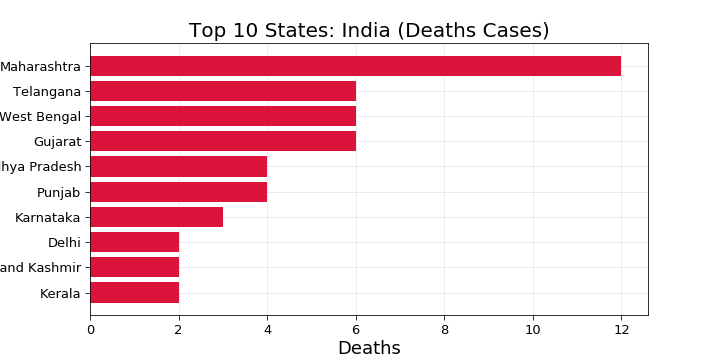 Top 10 States: India (Deaths Cases)
Maharashtra
Telangana
West Bengal
Gujarat
hya Pradesh
Punjab
Karnataka
Delhi
and Kashmir
Kerala
0 2 4 6 8 10 12
Deaths